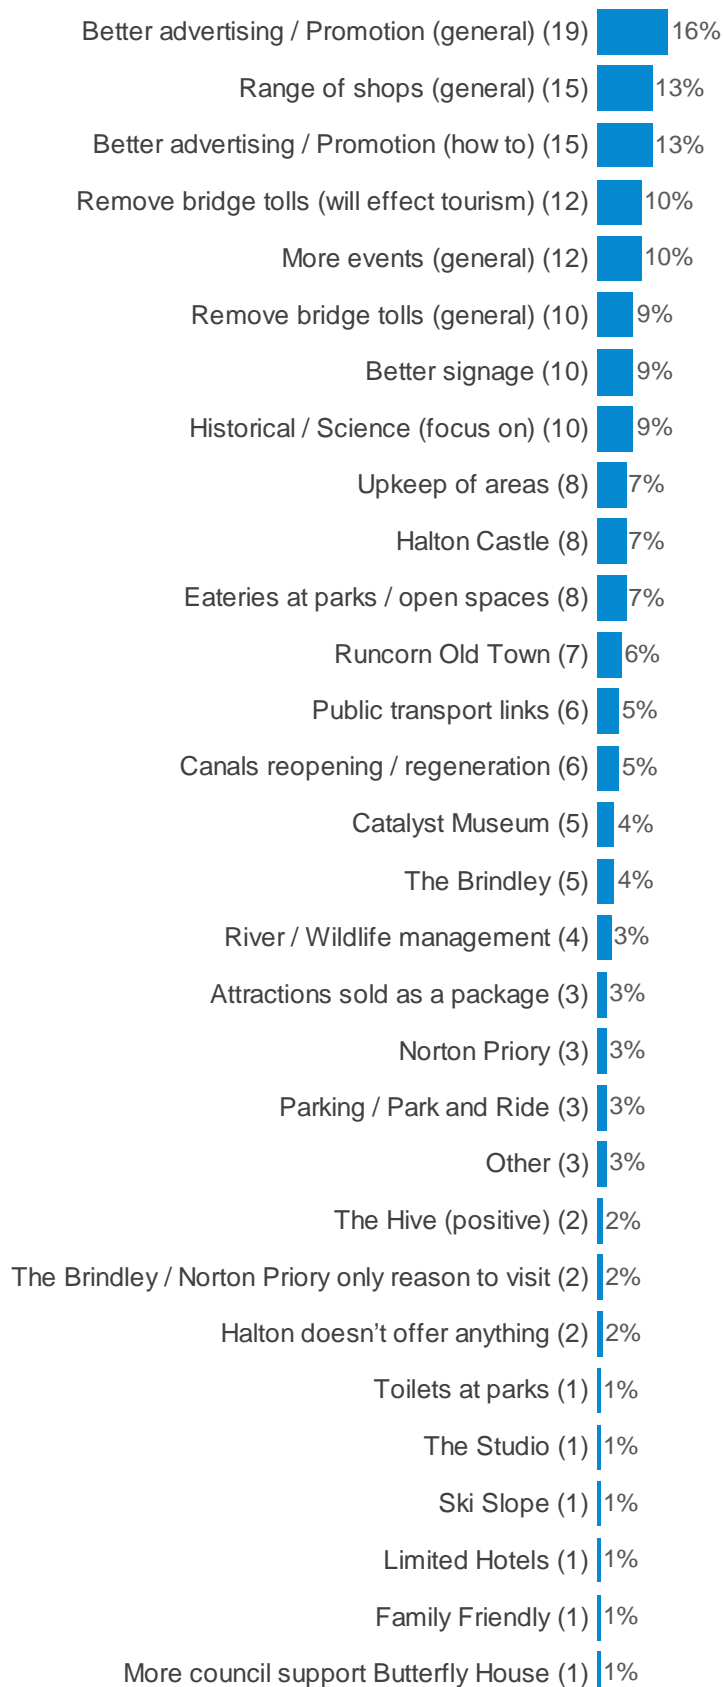 Better advertising / Promotion (general) (19) 16%
Range of shops (general) (15) 13%
Better advertising / Promotion (how to) (15) 13%
Remove bridge tolls (will effect tourism) (12) 10%
More events (general) (12) 10%
Remove bridge tolls (general) (10) 9%
Better signage (10) 9%
Historical / Science (focus on) (10) 9%
Upkeep of areas (8) 7%
Halton Castle (8) 7%
Eateries at parks / open spaces (8) 7%
Runcorn Old Town (7) 6%
Public transport links (6) 5%
Canals reopening / regeneration (6) 5%
Catalyst Museum (5) 4%
The Brindley (5) 4%
River / Wildlife management (4) 3%
Attractions sold as a package (3) 3%
Norton Priory (3) 3%
Parking / Park and Ride (3) 3%
Other (3) 3%
The Hive (positive) (2) 2%
The Brindley / Norton Priory only reason to visit (2) 2%
Halton doesn't offer anything (2) 2%
Toilets at parks (1) 1%
The Studio (1) 1%
Ski Slope (1) 1%
Limited Hotels (1) 1%
Family Friendly (1) 1%
More council support Butterfly House (1) 1%